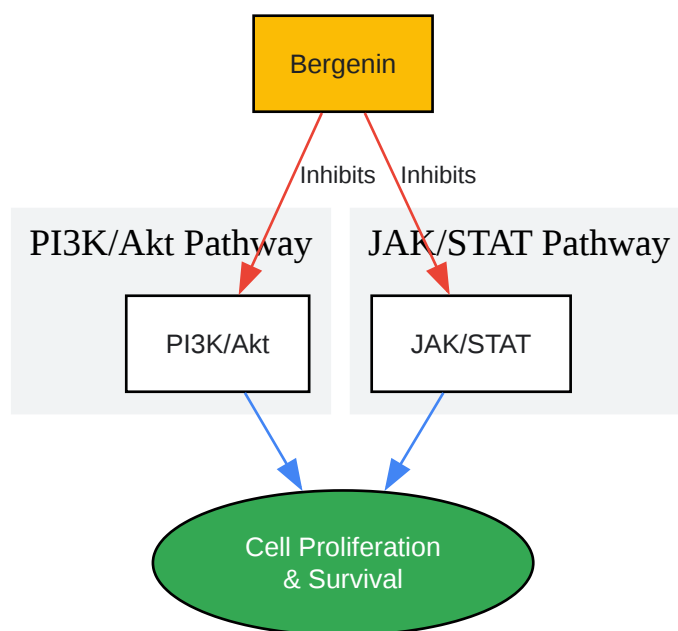 Bergenin
Inhibits
Inhibits
PI3K/Akt Pathway
JAK/STAT Pathway
PI3K/Akt
JAK/STAT
Cell Proliferation
& Survival